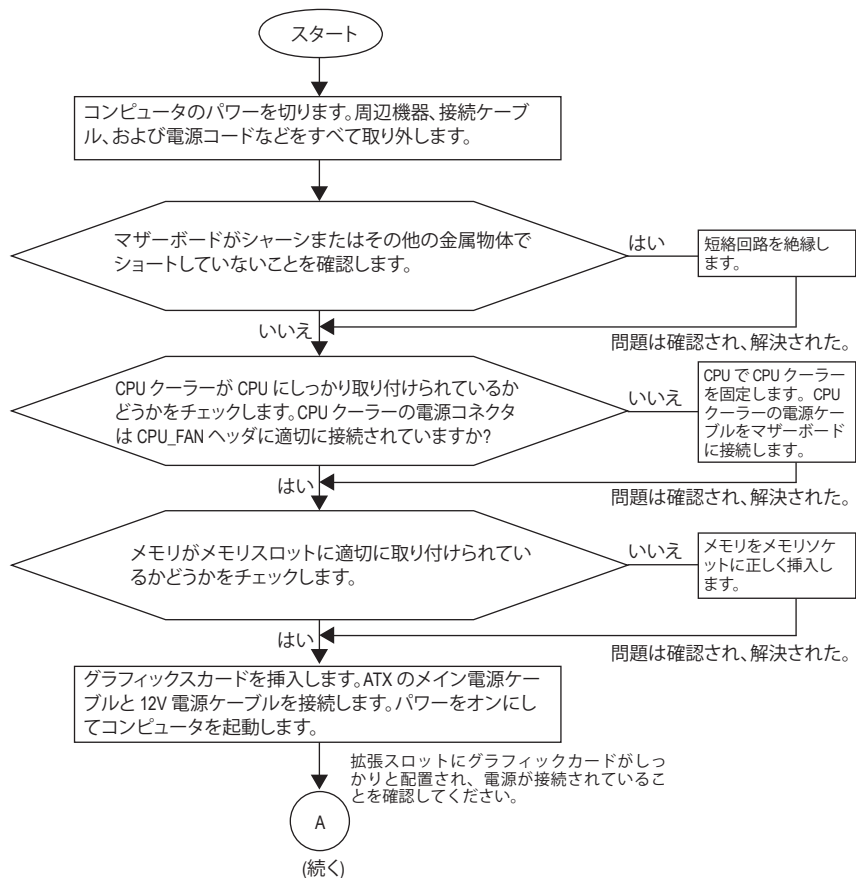 スタート
コンピュータのパワーを切ります。周辺機器、接続ケーブ
ル、および電源コードなどをすべて取り外します。
マザーボードがシャーシまたはその他の金属物体で
ショートしていないことを確認します。
はい
短絡回路を絶縁し
ます。
いいえ
問題は確認され、解決された。
CPU クーラーが CPU にしっかり取り付けられているか
どうかをチェックします。CPU クーラーの電源コネクタ
は CPU_FAN ヘッダに適切に接続されていますか?
いいえ
CPU で CPU クーラー
を固定します。CPU
クーラーの電源ケー
ブルをマザーボード
に接続します。
はい
問題は確認され、解決された。
メモリがメモリスロットに適切に取り付けられてい
るかどうかをチェックします。
いいえ
メモリをメモリソケ
ットに正しく挿入し
ます。
はい
問題は確認され、解決された。
グラフィックスカードを挿入します。ATX のメイン電源ケー
ブルと 12V 電源ケーブルを接続します。パワーをオンにし
てコンピュータを起動します。
拡張スロットにグラフィックカードがしっ
かりと配置され、電源が接続されているこ
とを確認してください。
A
(続く)